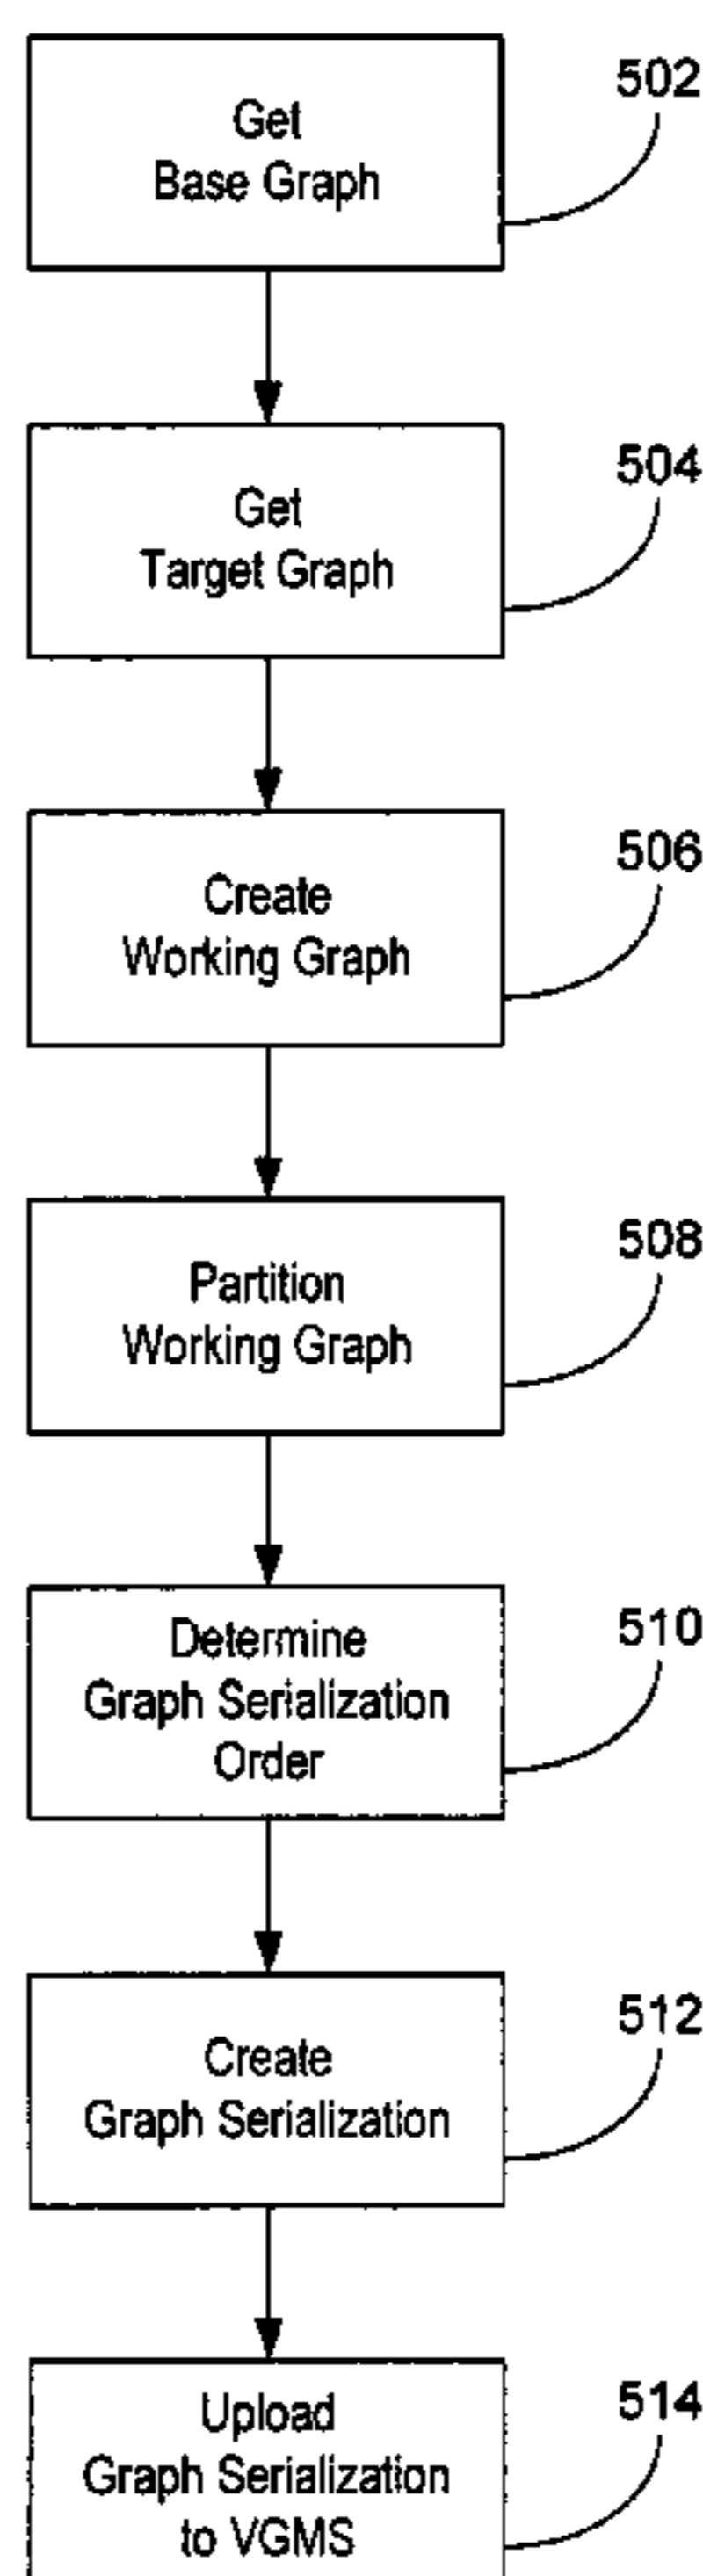 Get
Base Graph
502
Get
Target Graph
504
Create
Working Graph
506
Partition
Working Graph
508
Determine
Graph Serialization
Order
510
Create
Graph Serialization
512
Upload
Graph Serialization
to VGMS
514